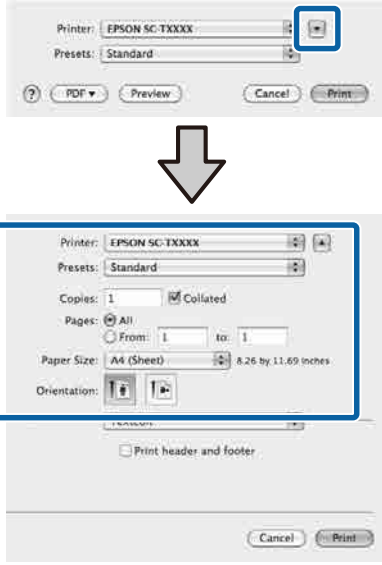 Printer: EPSON SC-TXXXX
Presets: Standard
? PDF▼ Preview Cancel Print
Printer: EPSON SC-TXXXX
Presets: Standard
Copies: 1 Collated
Pages: All
From: 1 to: 1
Paper Size: A4 (Sheet) 8.26 by 11.69 inches
Orientation:
Print header and footer
Cancel Print